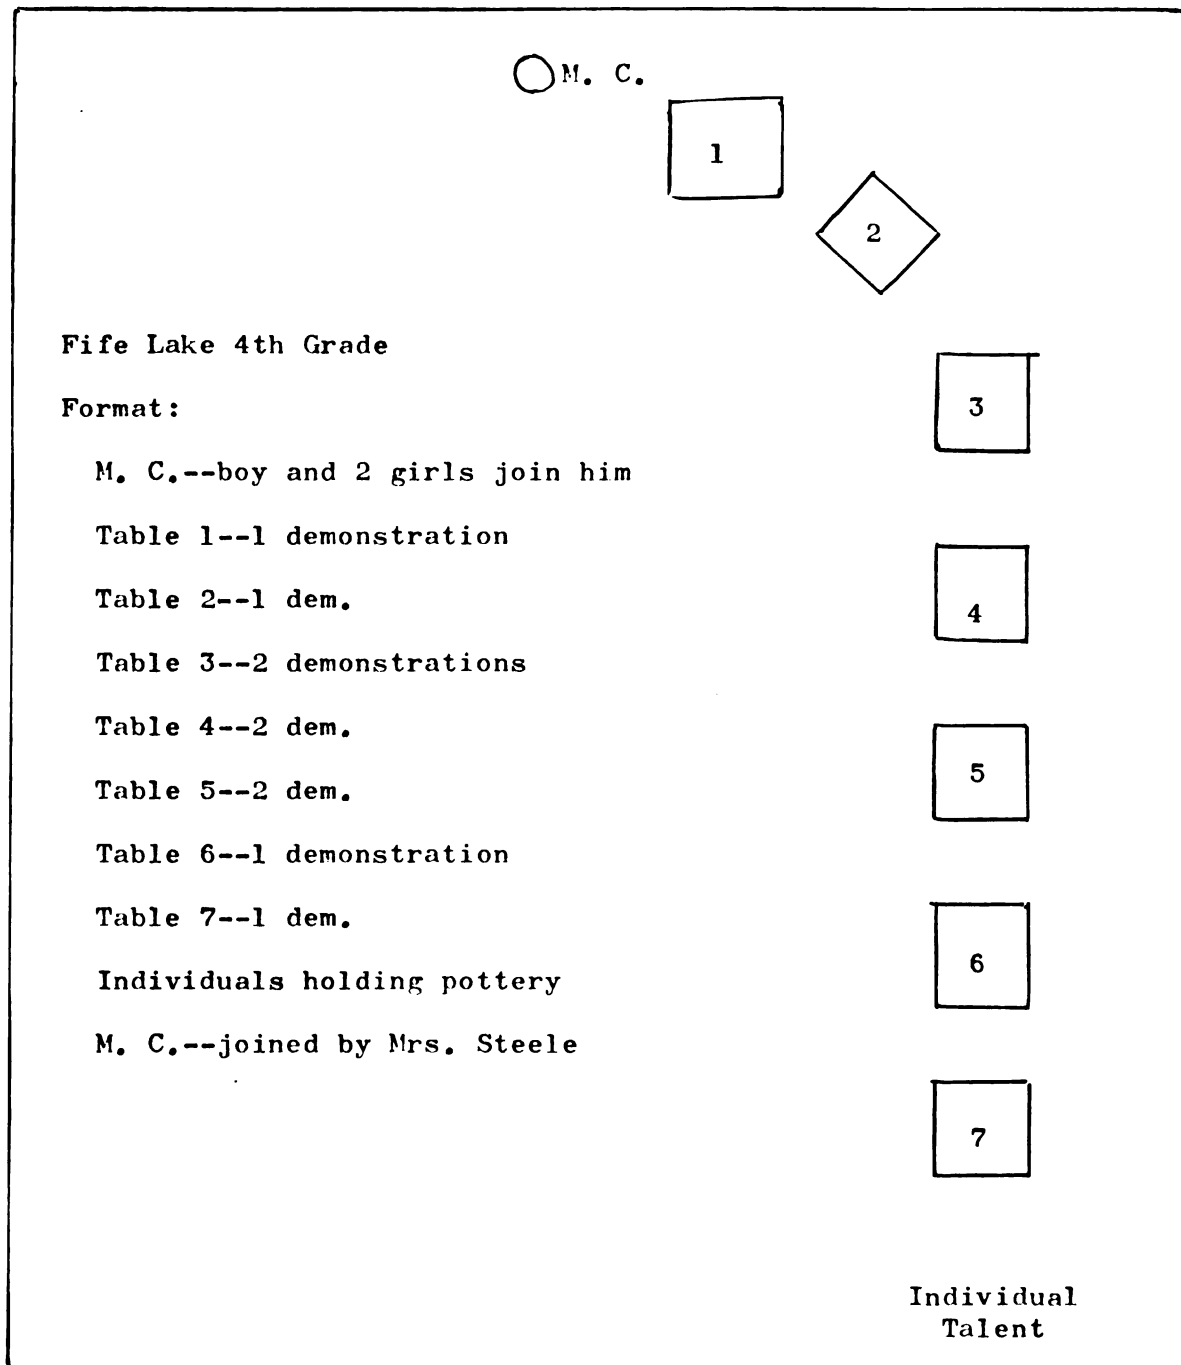 M. C.
1
2
Fife Lake 4th Grade
3
Format:
M. C.--boy and 2 girls join him
Table 1--1 demonstration
Table 2--1 dem.
4
Table 3--2 demonstrations
Table 4--2 dem.
5
Table 5--2 dem.
Table 6--1 demonstration
Table 7--1 dem.
6
Individuals holding pottery
M. C.--joined by Mrs. Steele
7
Individual
Talent